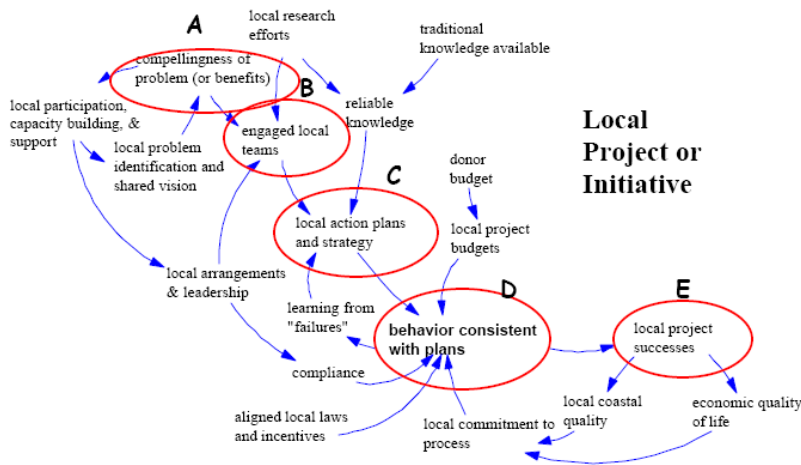 A
local research
efforts
traditional
knowledge available
compellingness of
problem (or benefits)
B
local participation,
capacity building, &
support
reliable
knowledge
engaged local
teams
local problem
identification and
shared vision
Local
Project or
Initiative
donor
budget
C
local action plans
and strategy
local project
budgets
local arrangements
& leadership
D
E
learning from
"failures"
behavior consistent
with plans
local project
successes
compliance
aligned local laws
and incentives
local commitment to
process
local coastal
quality
economic quality
of life